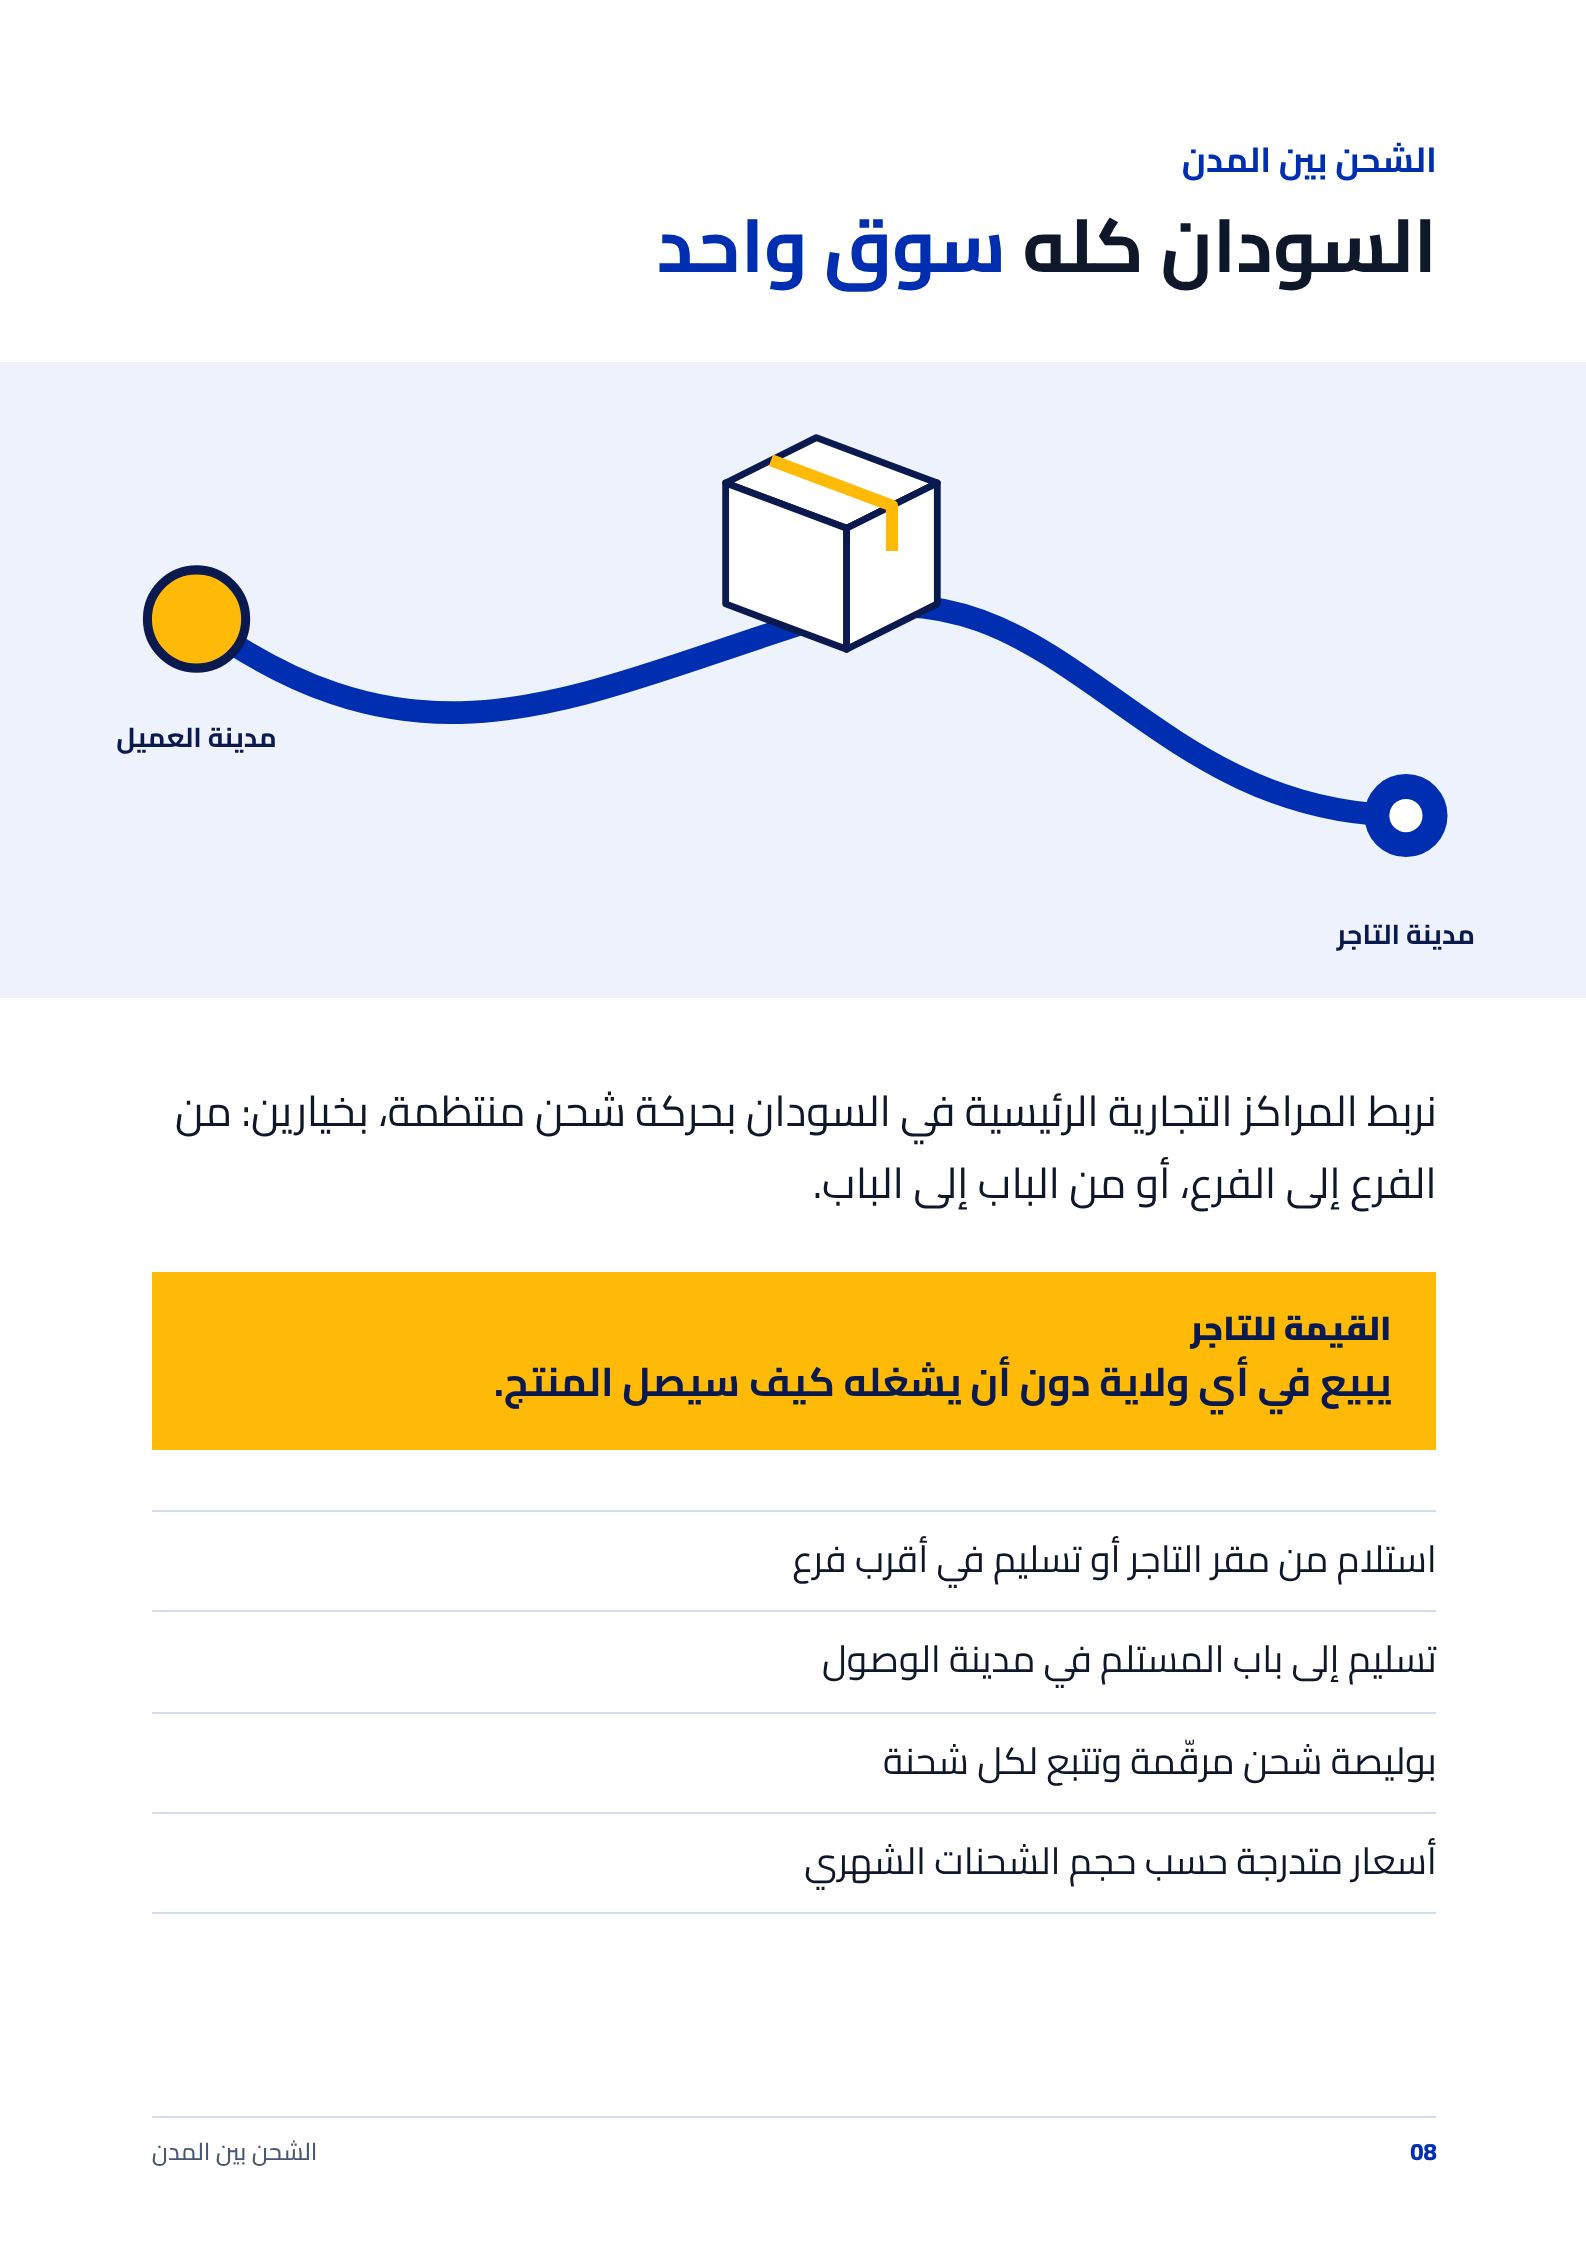 الشحن بين المدن
السودان كله سوق واحد
مدينة العميل
مدينة التاجر
نربط المراكز التجارية الرئيسية في السودان بحركة شحن منتظمة، بخيارين: من
الفرع إلى الفرع، أو من الباب إلى الباب.
القيمة للتاجر
يبيع في أي ولاية دون أن يشغله كيف سيصل المنتج.
استلام من مقر التاجر أو تسليم في أقرب فرع
تسليم إلى باب المستلم في مدينة الوصول
بوليصة شحن مرقّمة وتتبع لكل شحنة
أسعار متدرجة حسب حجم الشحنات الشهري
08
الشحن بين المدن